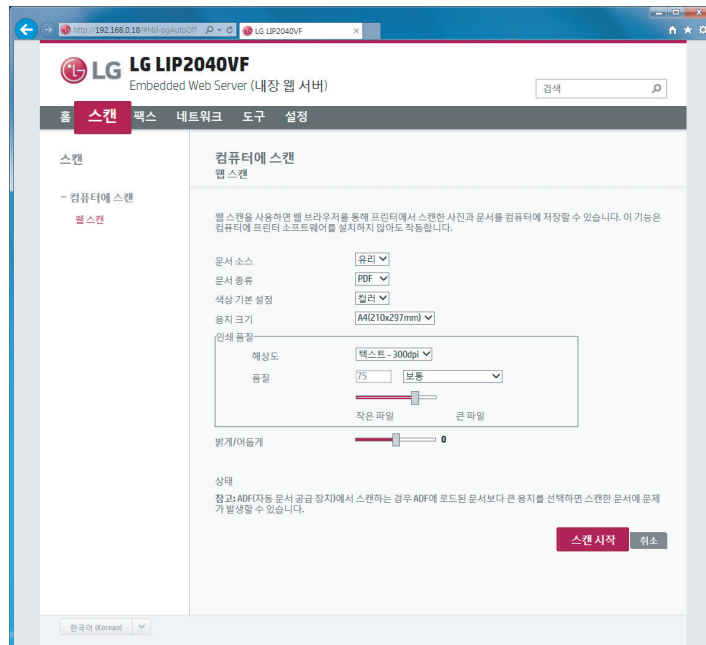 http://192.168.0.18/#hId-pgAutoOff
LG LIP2040VF
LG
LG LIP2040VF
Embedded Web Server (내장 웹 서버)
검색
홈 스캔 팩스 네트워크 도구 설정
스캔
- 컴퓨터에 스캔
웹 스캔
컴퓨터에 스캔
웹 스캔
웹 스캔을 사용하면 웹 브라우저를 통해 프린터에서 스캔한 사진과 문서를 컴퓨터에 저장할 수 있습니다. 이 기능은
컴퓨터에 프린터 소프트웨어를 설치하지 않아도 작동합니다.
문서 소스 유리
문서 종류 PDF
색상 기본 설정 컬러
용지 크기 A4(210x297mm)
인쇄 품질
해상도 텍스트 - 300dpi
품질 75 보통
작은 파일 큰 파일
밝게/어둡게 0
상태
참고: ADF(자동 문서 공급 장치)에서 스캔하는 경우 ADF에 로드된 문서보다 큰 용지를 선택하면 스캔한 문서에 문제
가 발생할 수 있습니다.
스캔 시작 취소
한국어 (Korean)